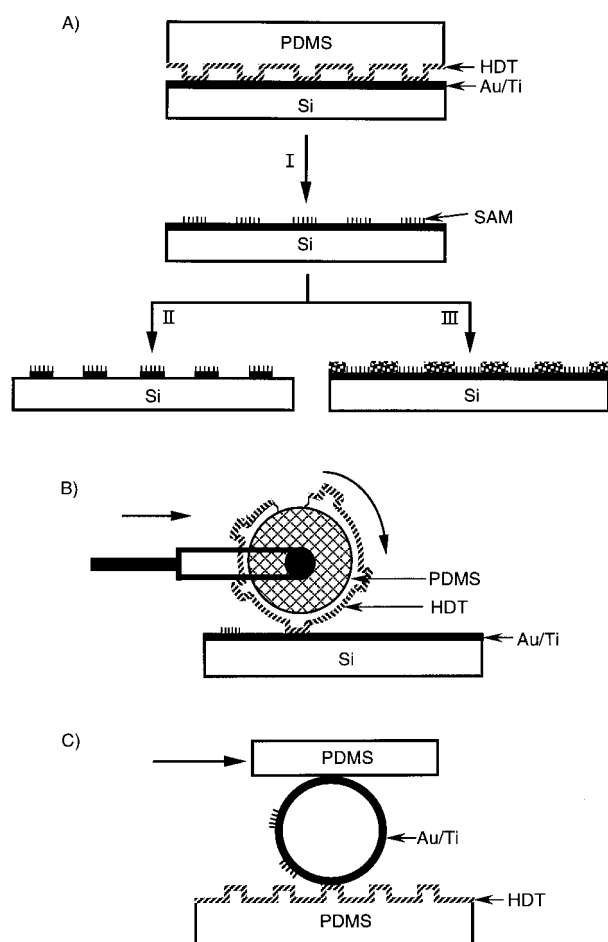 A)
PDMS
HDT
Au/Ti
Si
I
SAM
Si
II
III
Si
Si
B)
PDMS
HDT
Au/Ti
Si
C)
PDMS
Au/Ti
HDT
PDMS